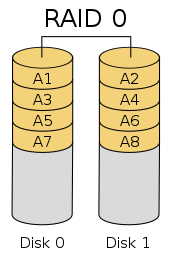 RAID 0
A1 A2
A3 A4
A5 A6
A7 A8
Disk 0 Disk 1